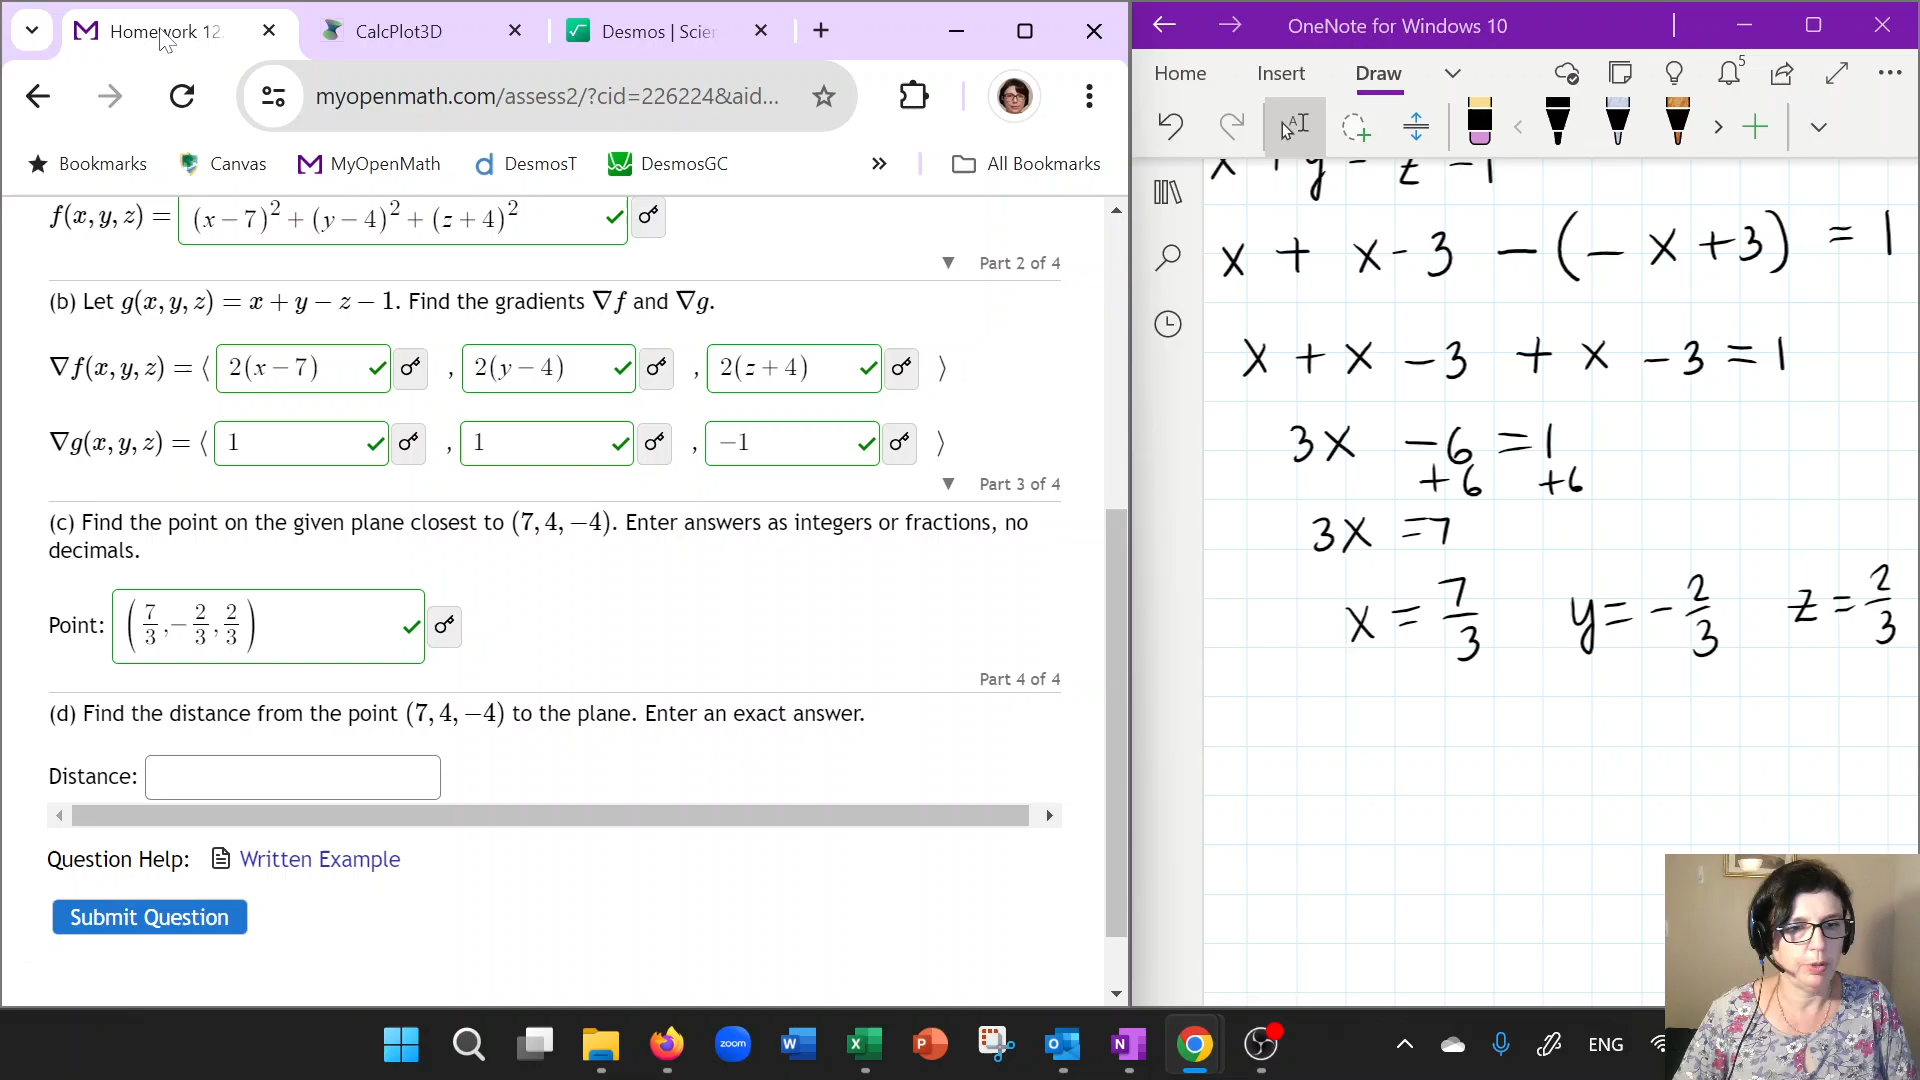 Homework 12
CalcPlot3D
Desmos | Scier
OneNote for Windows 10
myopenmath.com/assess2/?cid=226224&aid...
Home
Insert
Draw
5
Bookmarks
Canvas
MyOpenMath
DesmosT
DesmosGC
All Bookmarks
f(x, y, z) = (x − 7)² + (y − 4)² + (z + 4)²
Part 2 of 4
(b) Let g(x, y, z) = x + y − z − 1. Find the gradients ∇f and ∇g.
∇f(x, y, z) = ⟨ 2(x − 7) , 2(y − 4) , 2(z + 4) ⟩
∇g(x, y, z) = ⟨ 1 , 1 , −1 ⟩
Part 3 of 4
(c) Find the point on the given plane closest to (7, 4, −4). Enter answers as integers or fractions, no
decimals.
Point: (7/3, −2/3, 2/3)
Part 4 of 4
(d) Find the distance from the point (7, 4, −4) to the plane. Enter an exact answer.
Distance:
Question Help: Written Example
Submit Question
x + x - 3 - (- x + 3) = 1
x + x - 3 + x - 3 = 1
3x - 6 = 1
+6 +6
3x = 7
x = 7/3 y = - 2/3 z = 2/3
zoom
ENG